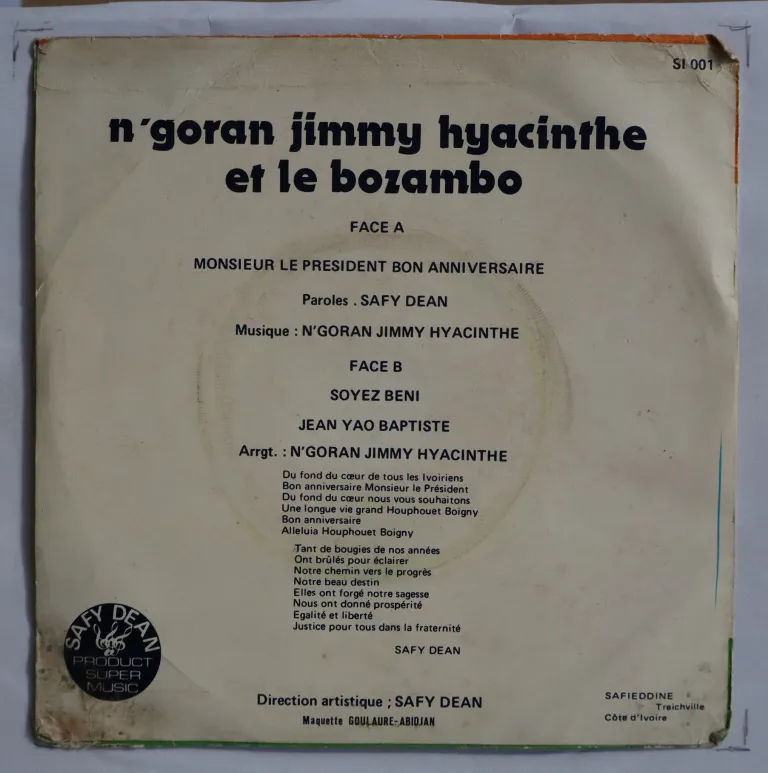 SI 001
n'goran jimmy hyacinthe
et le bozambo
FACE A
MONSIEUR LE PRESIDENT BON ANNIVERSAIRE
Paroles . SAFY DEAN
Musique : N'GORAN JIMMY HYACINTHE
FACE B
SOYEZ BENI
JEAN YAO BAPTISTE
Arrgt. : N'GORAN JIMMY HYACINTHE
Du fond du cœur de tous les Ivoiriens
Bon anniversaire Monsieur le Président
Du fond du cœur nous vous souhaitons
Une longue vie grand Houphouet Boigny
Bon anniversaire
Alleluia Houphouet Boigny
Tant de bougies de nos années
Ont brûlés pour éclairer
Notre chemin vers le progrès
Notre beau destin
Elles ont forgé notre sagesse
Nous ont donné prospérité
Egalité et liberté
Justice pour tous dans la fraternité
SAFY DEAN
SAFY DEAN
PRODUCT
SUPER
MUSIC
Direction artistique ; SAFY DEAN
Maquette GOULAURE-ABIDJAN
SAFIEDDINE
Treichville
Côte d'Ivoire